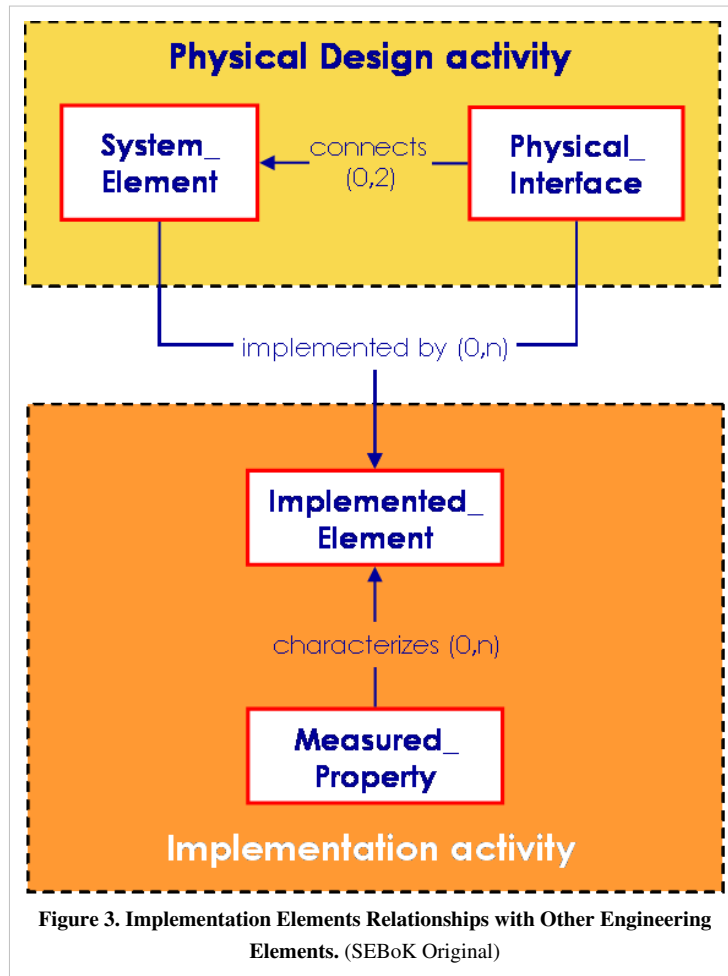 Physical Design activity
System_
Element
connects
(0,2)
Physical_
Interface
implemented by (0,n)
Implemented_
Element
characterizes (0,n)
Measured_
Property
Implementation activity
Figure 3. Implementation Elements Relationships with Other Engineering
Elements. (SEBoK Original)